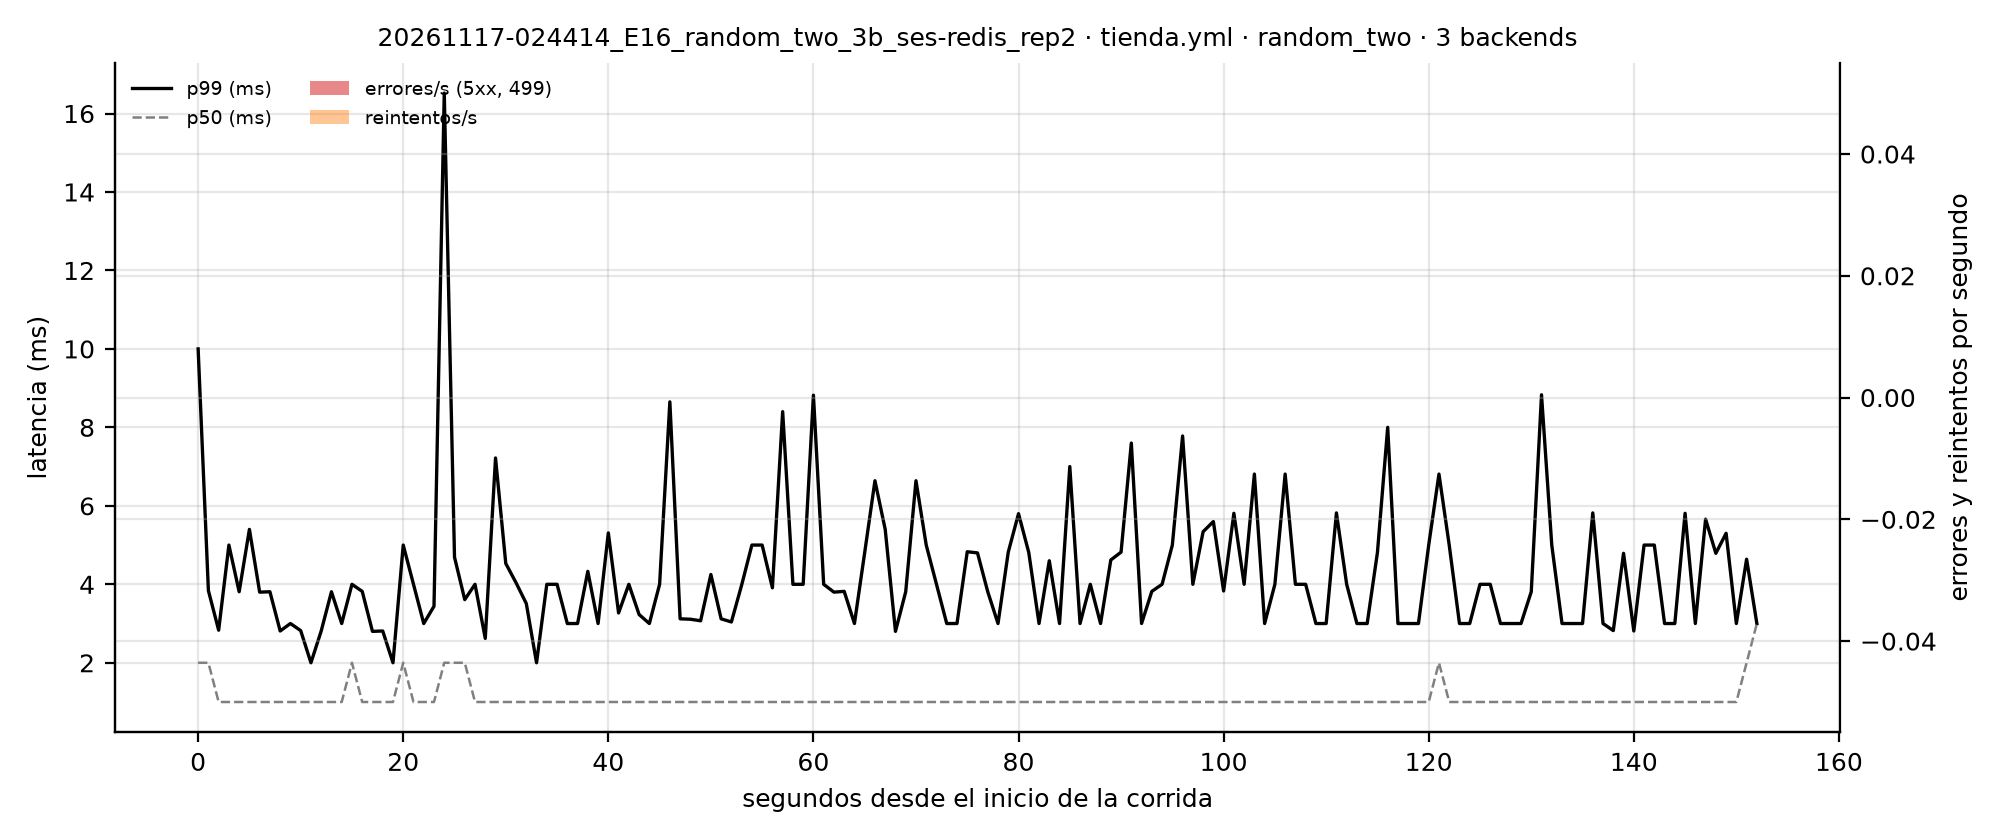 20261117-024414_E16_random_two_3b_ses-redis_rep2 · tienda.yml · random_two · 3 backends
p99 (ms)
p50 (ms)
errores/s (5xx, 499)
reintentos/s
latencia (ms)
16
14
12
10
8
6
4
2
0.04
0.02
0.00
−0.02
−0.04
errores y reintentos por segundo
0 20 40 60 80 100 120 140 160
segundos desde el inicio de la corrida